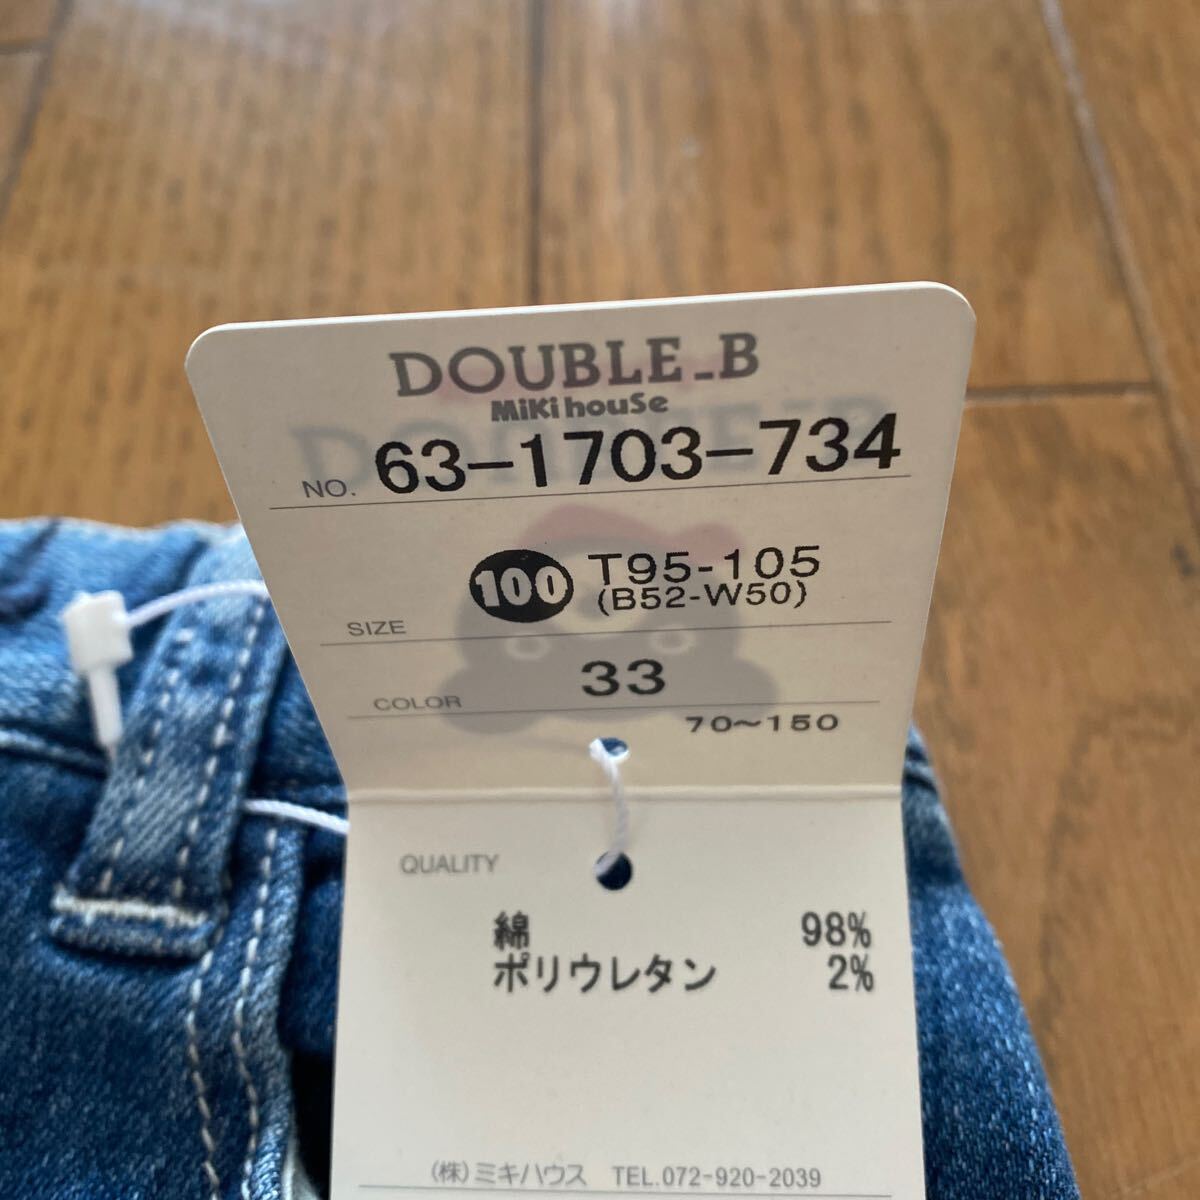 DOUBLE_B
MiKi houSe
NO. 63-1703-734
SIZE 100 T95-105
(B52-W50)
COLOR 33
70～150
QUALITY
綿 98%
ポリウレタン 2%
(株)ミキハウス TEL.072-920-2039